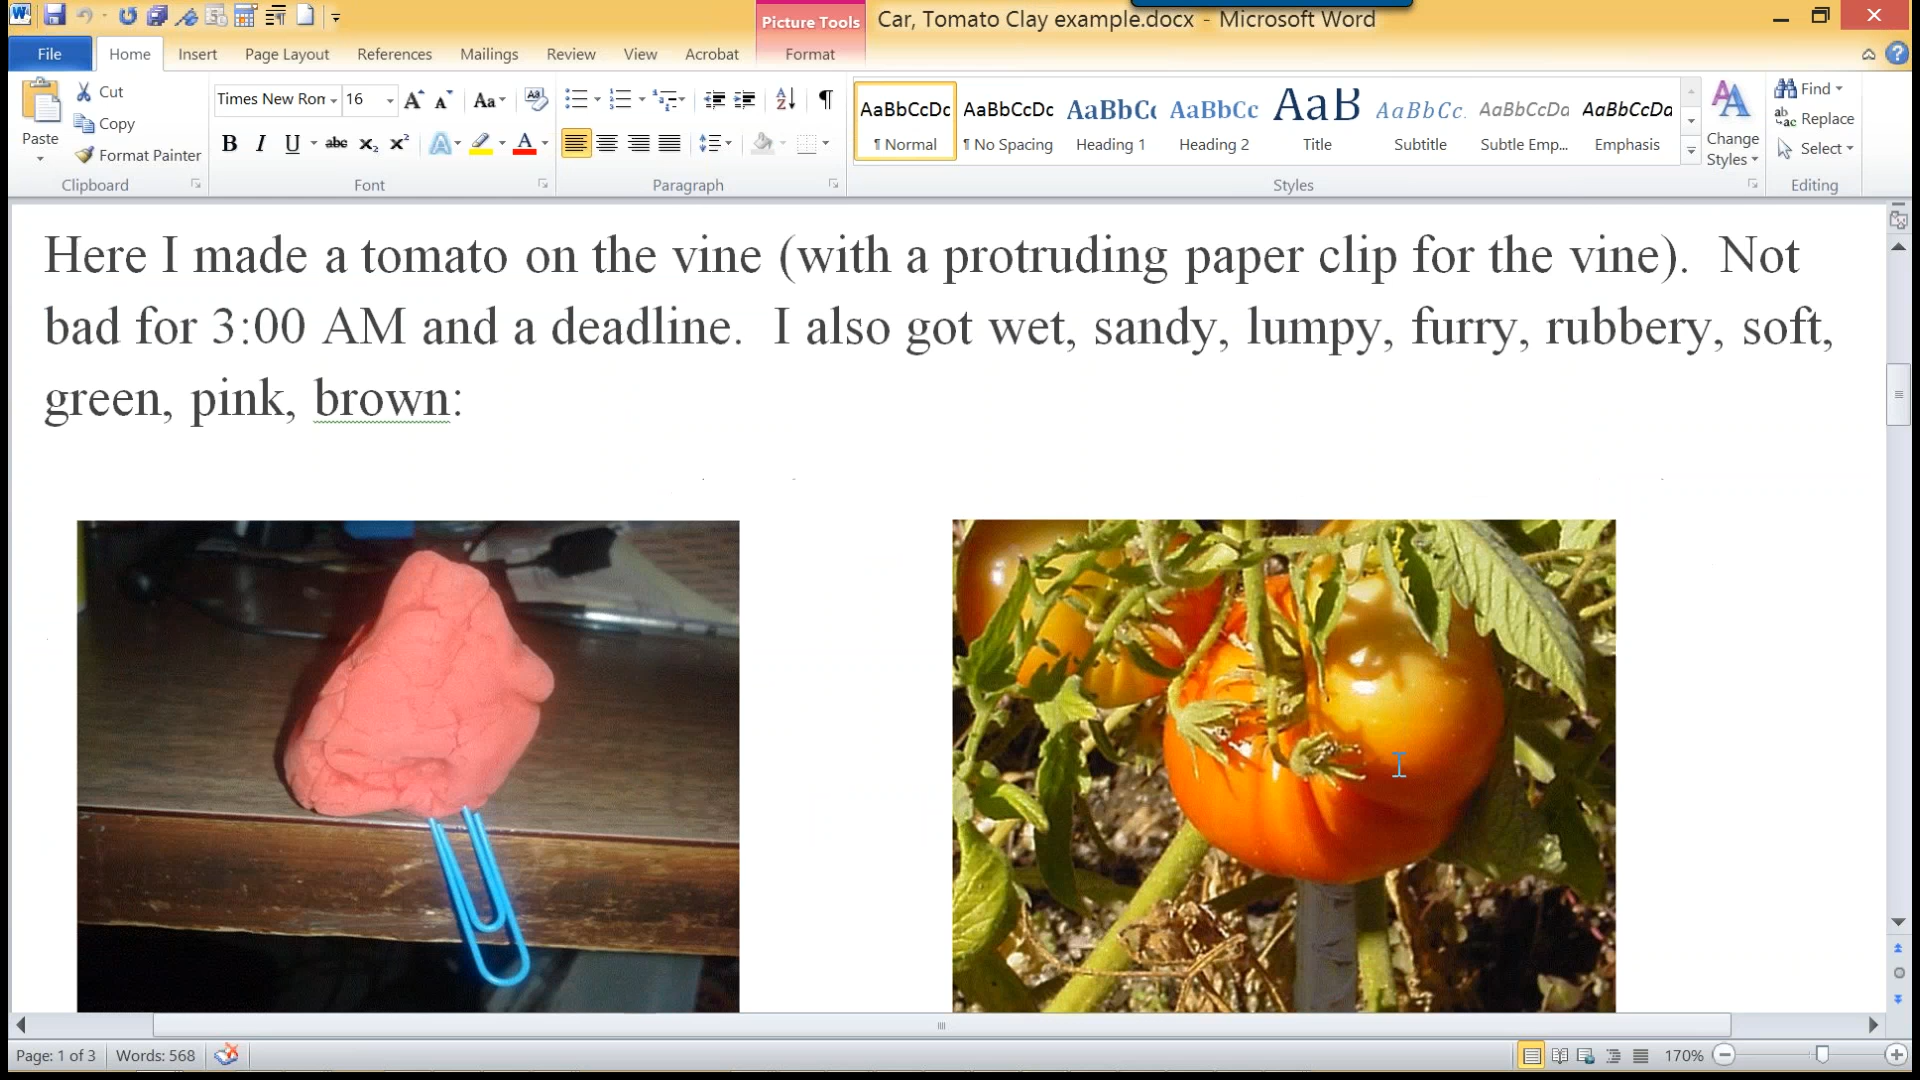 Picture Tools
Car, Tomato Clay example.docx - Microsoft Word
File Home Insert Page Layout References Mailings Review View Acrobat Format
Paste
Cut
Copy
Format Painter
Clipboard
Times New Ron 16
Aa
B I U abc x₂ x²
Font
Paragraph
AaBbCcDc AaBbCcDc AaBbC AaBbCc AaB AaBbCc. AaBbCcDa AaBbCcDa
¶ Normal ¶ No Spacing Heading 1 Heading 2 Title Subtitle Subtle Emp... Emphasis
Change
Styles
Styles
Find
Replace
Select
Editing
Here I made a tomato on the vine (with a protruding paper clip for the vine). Not
bad for 3:00 AM and a deadline. I also got wet, sandy, lumpy, furry, rubbery, soft,
green, pink, brown:
Page: 1 of 3 Words: 568 170%